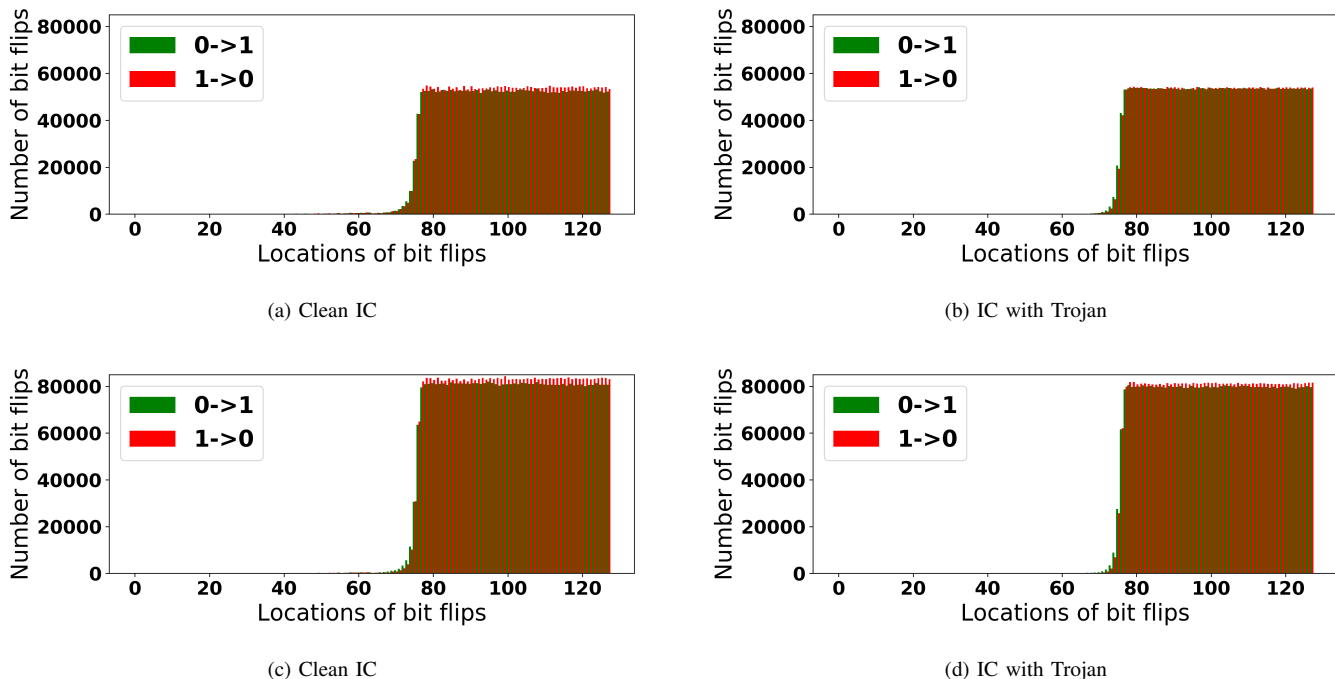 80000
60000
40000
20000
0
Number of bit flips
0->1
1->0
0 20 40 60 80 100 120
Locations of bit flips
(a) Clean IC
80000
60000
40000
20000
0
Number of bit flips
0->1
1->0
0 20 40 60 80 100 120
Locations of bit flips
(b) IC with Trojan
80000
60000
40000
20000
0
Number of bit flips
0->1
1->0
0 20 40 60 80 100 120
Locations of bit flips
(c) Clean IC
80000
60000
40000
20000
0
Number of bit flips
0->1
1->0
0 20 40 60 80 100 120
Locations of bit flips
(d) IC with Trojan